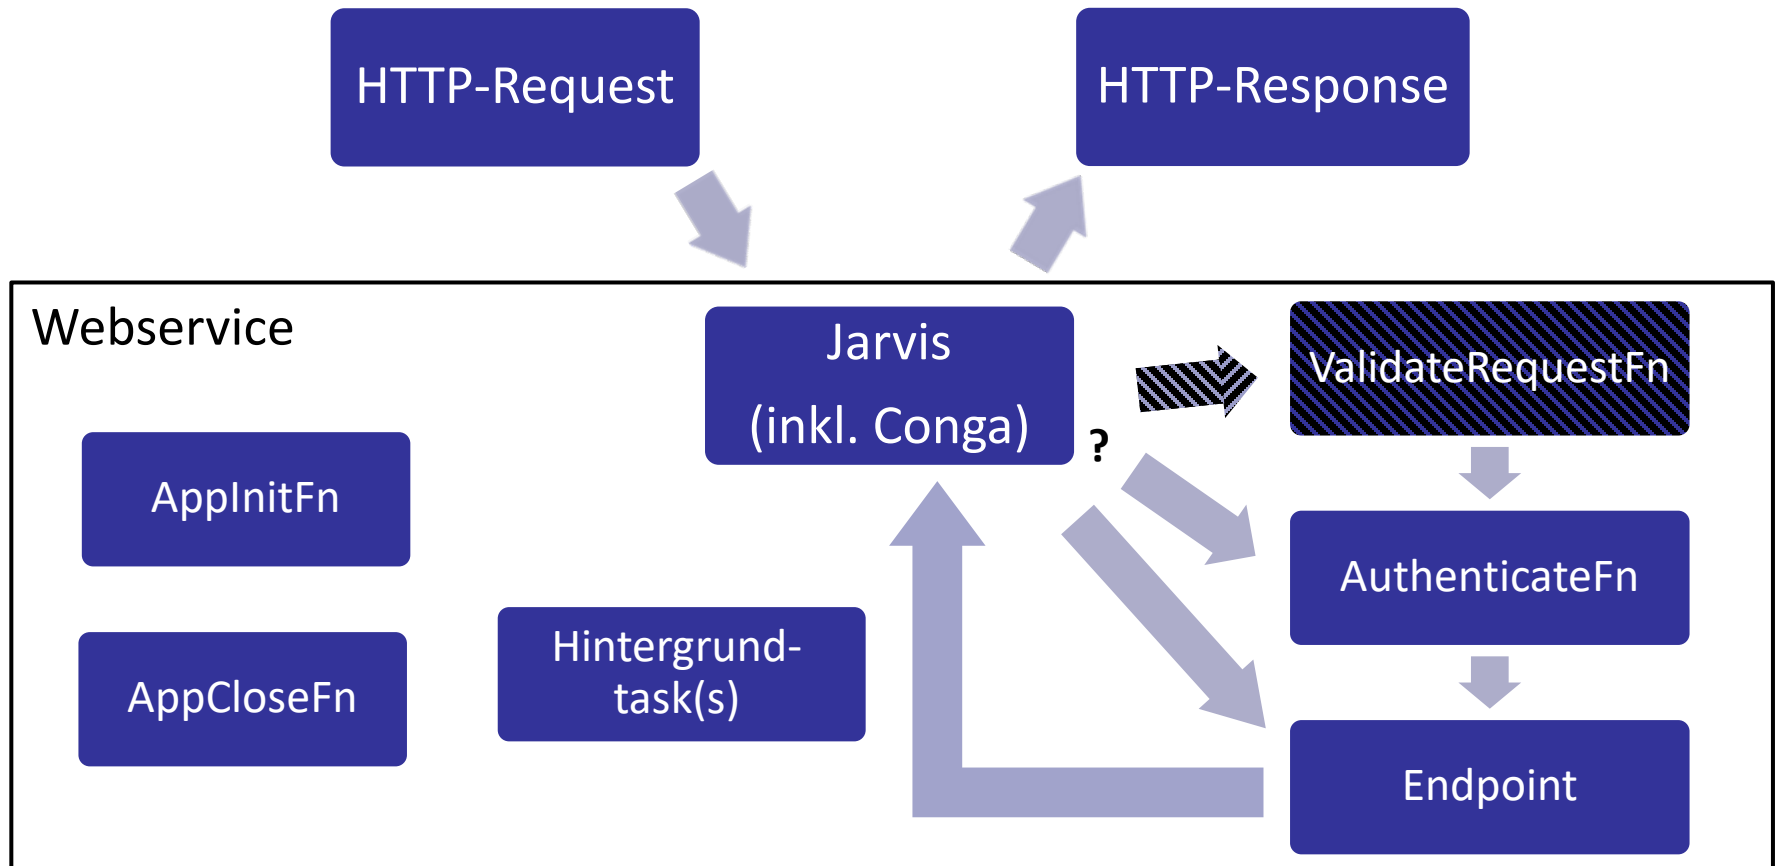 HTTP-Request
HTTP-Response
Webservice
Jarvis
(inkl. Conga)
?
ValidateRequestFn
AppInitFn
AuthenticateFn
Hintergrund-
task(s)
AppCloseFn
Endpoint